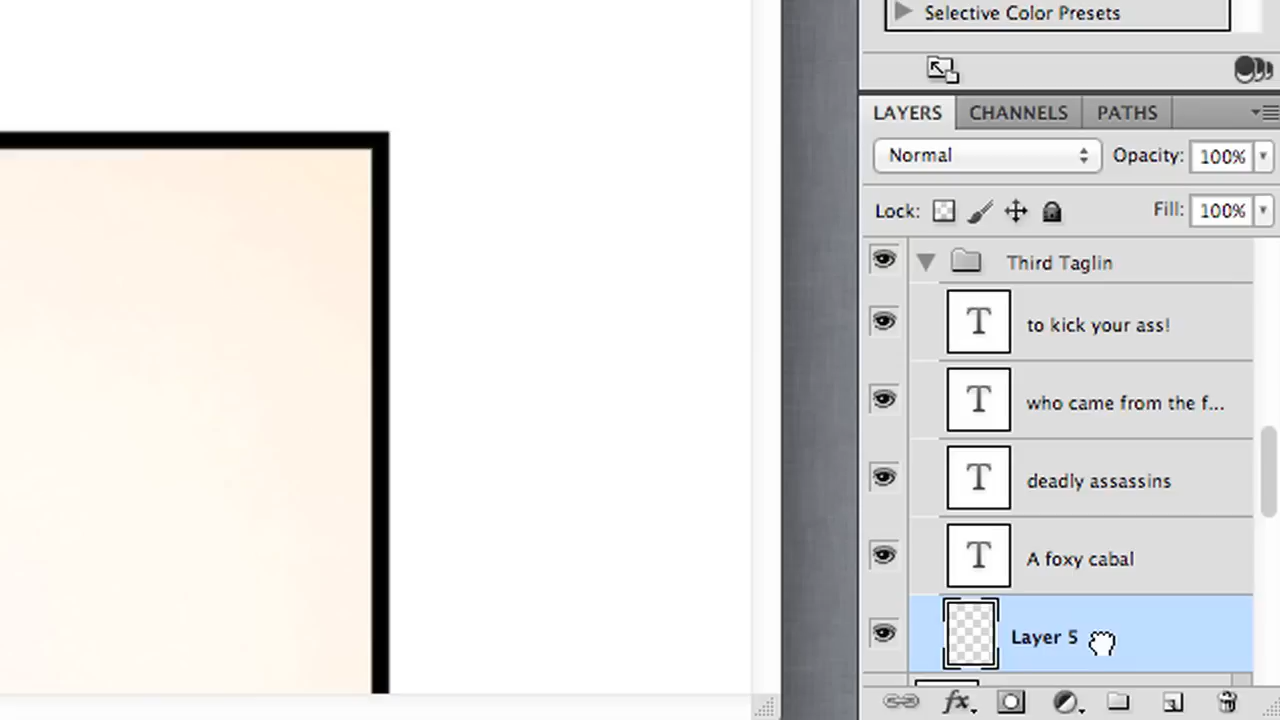 Selective Color Presets
LAYERS CHANNELS PATHS
Normal Opacity: 100%
Lock: Fill: 100%
Third Taglin
T to kick your ass!
T who came from the f...
T deadly assassins
T A foxy cabal
Layer 5
fx